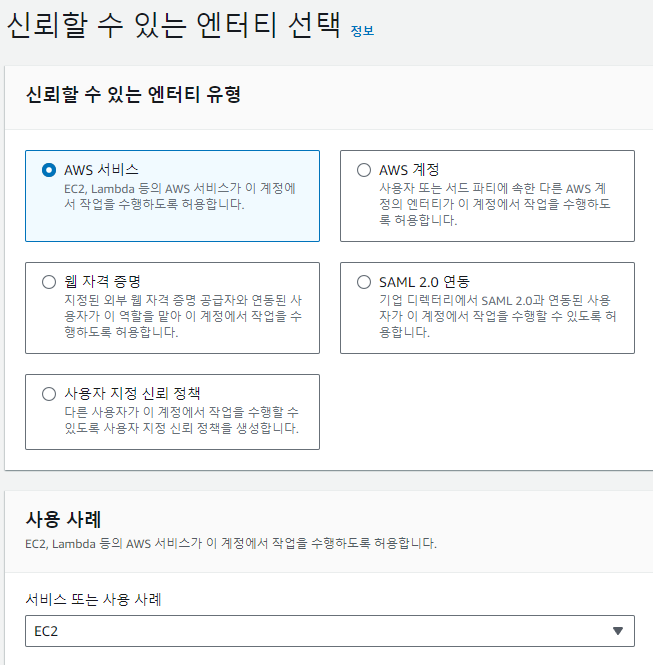 신뢰할 수 있는 엔터티 선택 정보
신뢰할 수 있는 엔터티 유형
AWS 서비스
EC2, Lambda 등의 AWS 서비스가 이 계정에
서 작업을 수행하도록 허용합니다.
AWS 계정
사용자 또는 서드 파티에 속한 다른 AWS 계
정의 엔터티가 이 계정에서 작업을 수행하도
록 허용합니다.
웹 자격 증명
지정된 외부 웹 자격 증명 공급자와 연동된 사
용자가 이 역할을 맡아 이 계정에서 작업을 수
행하도록 허용합니다.
SAML 2.0 연동
기업 디렉터리에서 SAML 2.0과 연동된 사용
자가 이 계정에서 작업을 수행할 수 있도록 허
용합니다.
사용자 지정 신뢰 정책
다른 사용자가 이 계정에서 작업을 수행할 수
있도록 사용자 지정 신뢰 정책을 생성합니다.
사용 사례
EC2, Lambda 등의 AWS 서비스가 이 계정에서 작업을 수행하도록 허용합니다.
서비스 또는 사용 사례
EC2